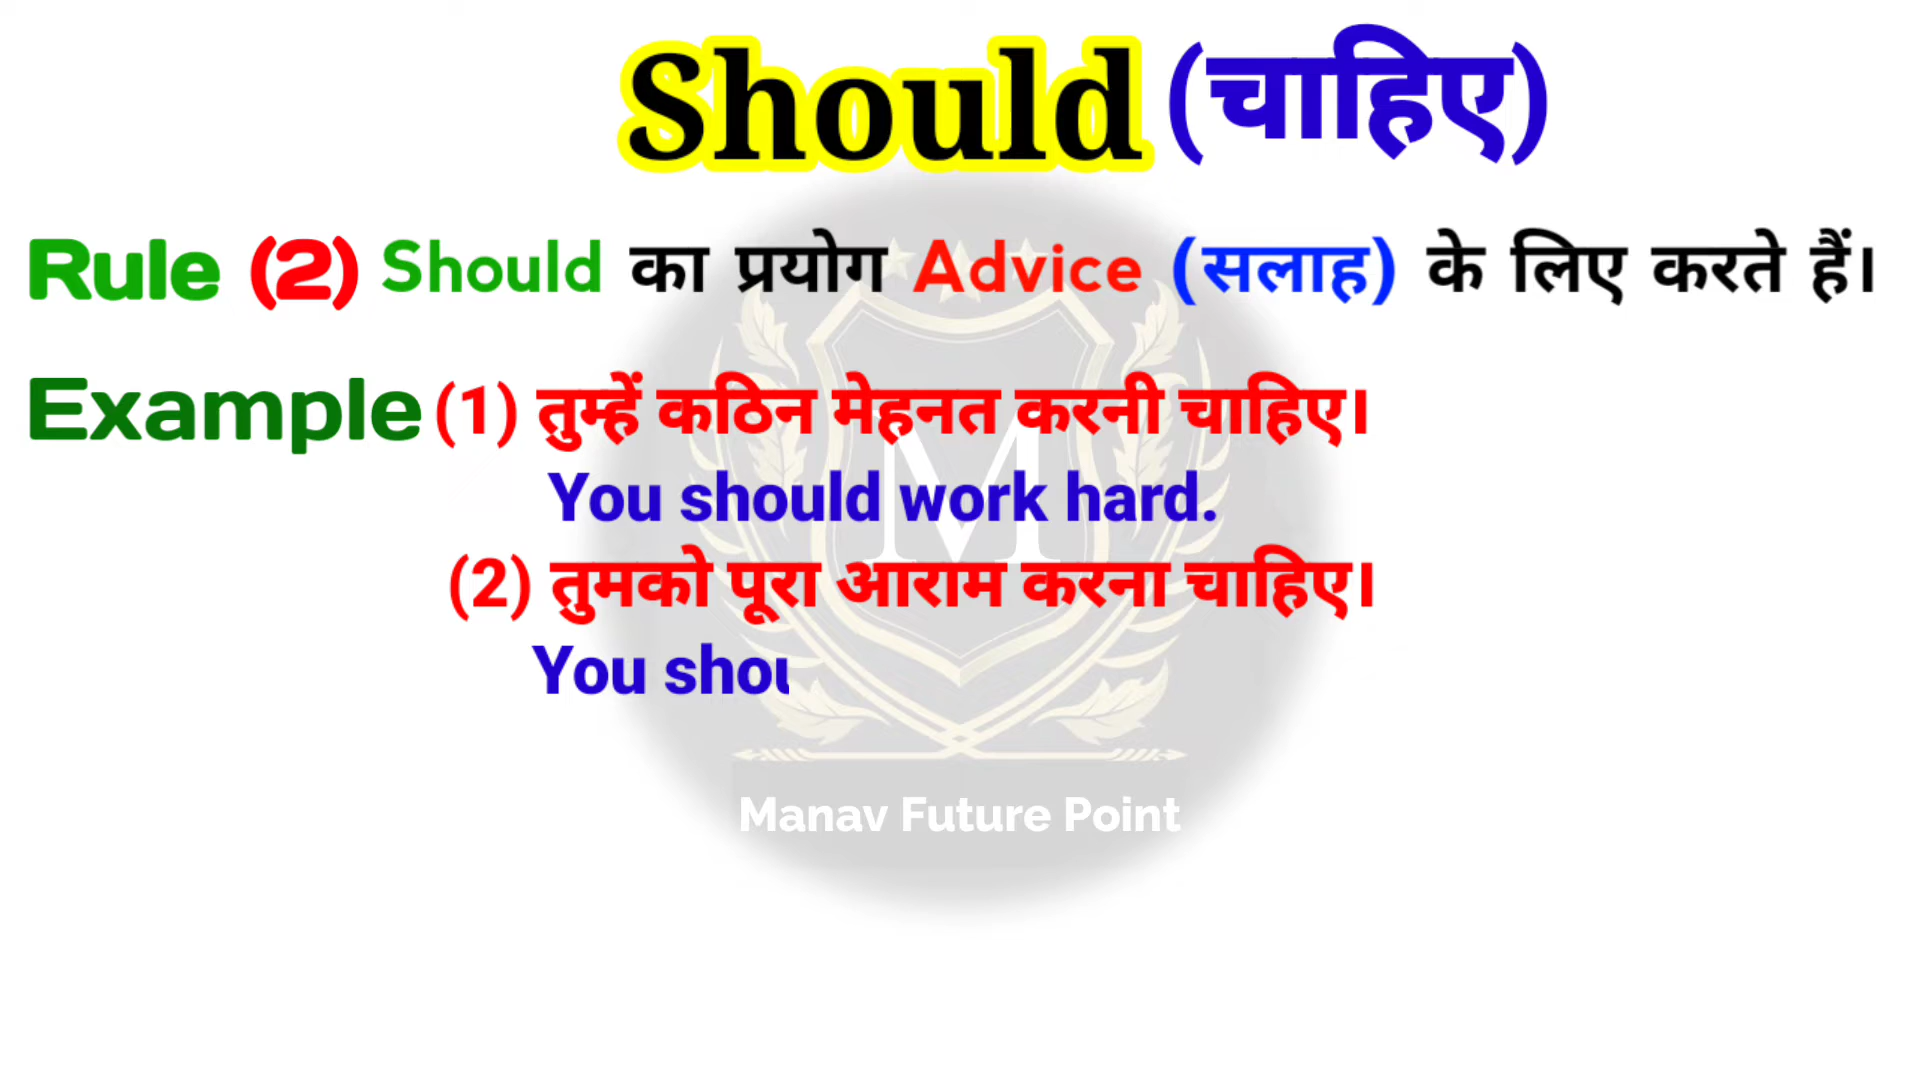 Should (चाहिए)
Rule (2) Should का प्रयोग Advice (सलाह) के लिए करते हैं।
Example (1) तुम्हें कठिन मेहनत करनी चाहिए।
You should work hard.
(2) तुमको पूरा आराम करना चाहिए।
You shou
M
Manav Future Point